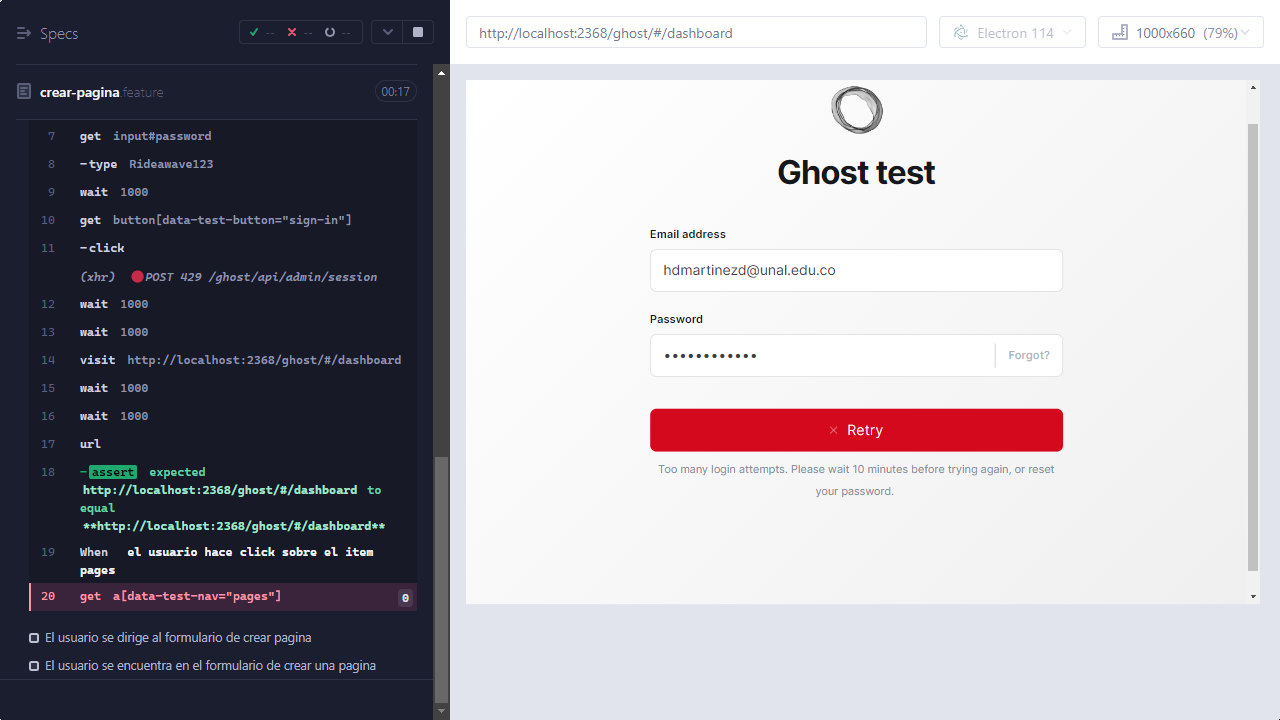 Specs
-- -- --
crear-pagina.feature 00:17
7 get input#password
8 -type Rideawave123
9 wait 1000
10 get button[data-test-button="sign-in"]
11 -click
(xhr) POST 429 /ghost/api/admin/session
12 wait 1000
13 wait 1000
14 visit http://localhost:2368/ghost/#/dashboard
15 wait 1000
16 wait 1000
17 url
18 -assert expected
http://localhost:2368/ghost/#/dashboard to
equal
**http://localhost:2368/ghost/#/dashboard**
19 When el usuario hace click sobre el item
pages
20 get a[data-test-nav="pages"] 0
El usuario se dirige al formulario de crear pagina
El usuario se encuentra en el formulario de crear una pagina
http://localhost:2368/ghost/#/dashboard
Electron 114
1000x660 (79%)
Ghost test
Email address
hdmartinezd@unal.edu.co
Password
•••••••••••• Forgot?
× Retry
Too many login attempts. Please wait 10 minutes before trying again, or reset
your password.